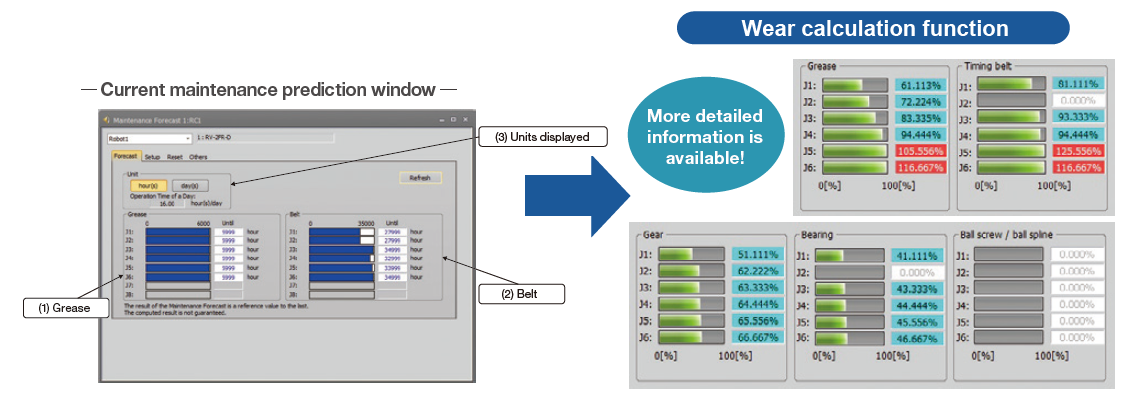 Wear calculation function
Current maintenance prediction window
Maintenance Forecast 1:RC1
Robot1
1 : RV-2FR-D
Forecast Setup Reset Others
Unit
hour(s) day(s)
Refresh
Operation Time of a Day:
16.00 hour(s)/day
Grease
0 6000 Until
J1: 5999 hour
J2: 5999 hour
J3: 5999 hour
J4: 5999 hour
J5: 5999 hour
J6: 5999 hour
J7:
J8:
Belt
0 35000 Until
J1: 27999 hour
J2: 27999 hour
J3: 34999 hour
J4: 32999 hour
J5: 33999 hour
J6: 34999 hour
J7:
J8:
The result of the Maintenance Forecast is a reference value to the last.
The computed result is not guaranteed.
(1) Grease
(2) Belt
(3) Units displayed
More detailed
information is
available!
Grease
J1: 61.113%
J2: 72.224%
J3: 83.335%
J4: 94.444%
J5: 105.556%
J6: 116.667%
0[%] 100[%]
Timing belt
J1: 81.111%
J2: 0.000%
J3: 93.333%
J4: 94.444%
J5: 125.556%
J6: 116.667%
0[%] 100[%]
Gear
J1: 51.111%
J2: 62.222%
J3: 63.333%
J4: 64.444%
J5: 65.556%
J6: 66.667%
0[%] 100[%]
Bearing
J1: 41.111%
J2: 0.000%
J3: 43.333%
J4: 44.444%
J5: 45.556%
J6: 46.667%
0[%] 100[%]
Ball screw / ball spline
J1: 0.000%
J2: 0.000%
J3: 0.000%
J4: 0.000%
J5: 0.000%
J6: 0.000%
0[%] 100[%]